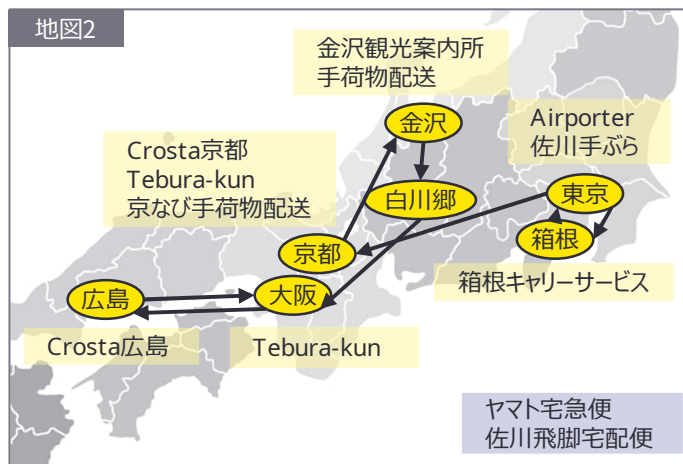 地図2
金沢観光案内所
手荷物配送
金沢
Airporter
佐川手ぶら
Crosta京都
Tebura-kun
京なび手荷物配送
白川郷
東京
京都
箱根
箱根キャリーサービス
広島
大阪
Crosta広島
Tebura-kun
ヤマト宅急便
佐川飛脚宅配便